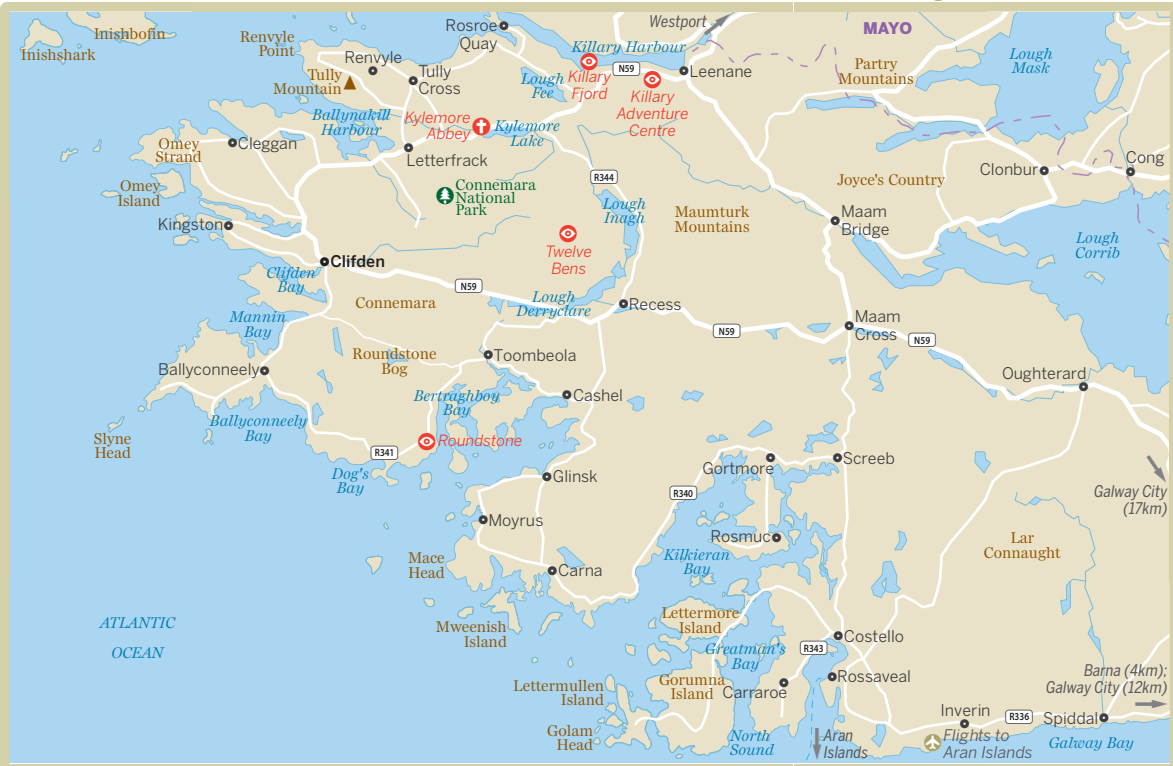 Inishbofin
Inishshark
Renvyle
Point
Renvyle
Tully
Mountain
Tully
Cross
Rosroe
Quay
Westport
Killary Harbour
N59
Leenane
Killary
Fjord
Lough
Fee
Killary
Adventure
Centre
MAYO
Partry
Mountains
Lough
Mask
Ballynakill
Harbour
Kylemore
Abbey
Kylemore
Lake
Letterfrack
Omey
Strand
Cleggan
Omey
Island
Kingston
Connemara
National
Park
R344
Lough
Inagh
Maumturk
Mountains
Joyce's Country
Clonbur
Cong
Maam
Bridge
Lough
Corrib
Twelve
Bens
Clifden
Clifden
Bay
N59
Connemara
Lough
Derryclare
Recess
N59
Maam
Cross
N59
Oughterard
Mannin
Bay
Roundstone
Bog
Toombeola
Ballyconneely
Bertraghboy
Bay
Cashel
Ballyconneely
Bay
Slyne
Head
R341
Roundstone
Dog's
Bay
Glinsk
Gortmore
Screeb
R340
Galway City
(17km)
Moyrus
Rosmuc
Kilkieran
Bay
Lar
Connaught
Mace
Head
Carna
Mweenish
Island
Lettermore
Island
ATLANTIC
OCEAN
Greatman's
Bay
R343
Costello
Rossaveal
Lettermullen
Island
Gorumna
Island
Carraroe
Barna (4km);
Galway City (12km)
Golam
Head
North
Sound
Aran
Islands
Inverin
R336
Spiddal
Flights to
Aran Islands
Galway Bay